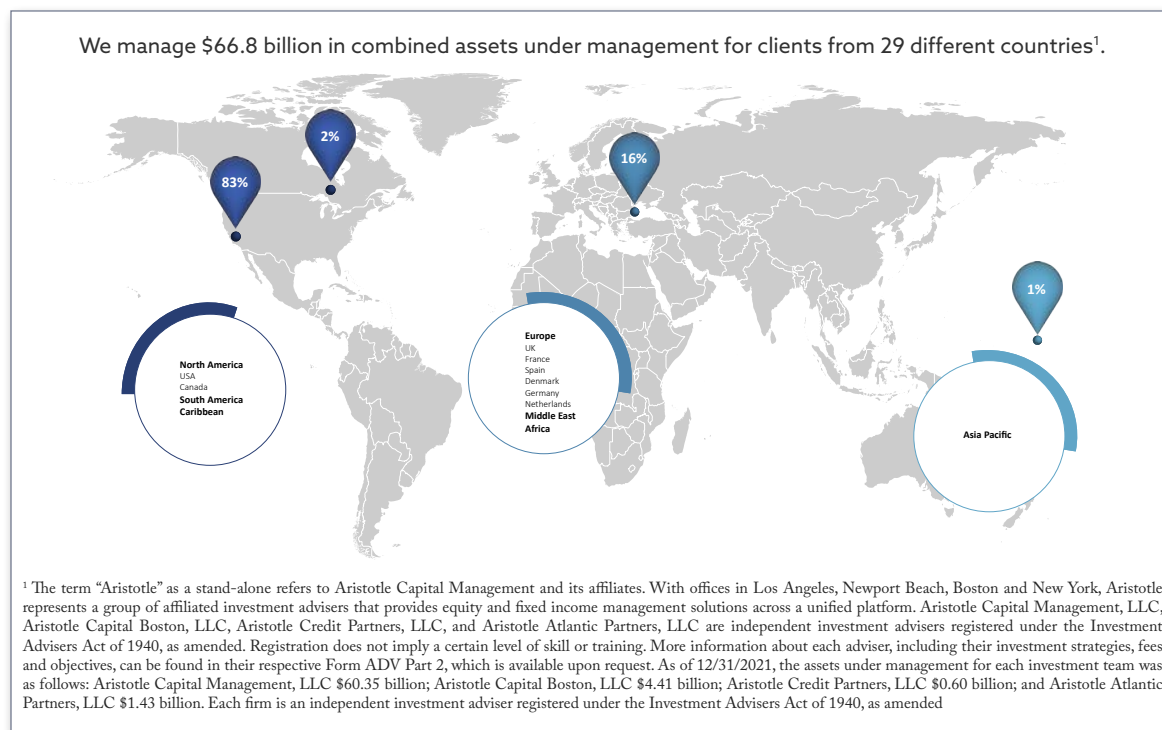 We manage $66.8 billion in combined assets under management for clients from 29 different countries¹.
2%
83%
16%
1%
North America
USA
Canada
South America
Caribbean
Europe
UK
France
Spain
Denmark
Germany
Netherlands
Middle East
Africa
Asia Pacific
¹ The term “Aristotle” as a stand-alone refers to Aristotle Capital Management and its affiliates. With offices in Los Angeles, Newport Beach, Boston and New York, Aristotle
represents a group of affiliated investment advisers that provides equity and fixed income management solutions across a unified platform. Aristotle Capital Management, LLC,
Aristotle Capital Boston, LLC, Aristotle Credit Partners, LLC, and Aristotle Atlantic Partners, LLC are independent investment advisers registered under the Investment
Advisers Act of 1940, as amended. Registration does not imply a certain level of skill or training. More information about each adviser, including their investment strategies, fees
and objectives, can be found in their respective Form ADV Part 2, which is available upon request. As of 12/31/2021, the assets under management for each investment team was
as follows: Aristotle Capital Management, LLC $60.35 billion; Aristotle Capital Boston, LLC $4.41 billion; Aristotle Credit Partners, LLC $0.60 billion; and Aristotle Atlantic
Partners, LLC $1.43 billion. Each firm is an independent investment adviser registered under the Investment Advisers Act of 1940, as amended